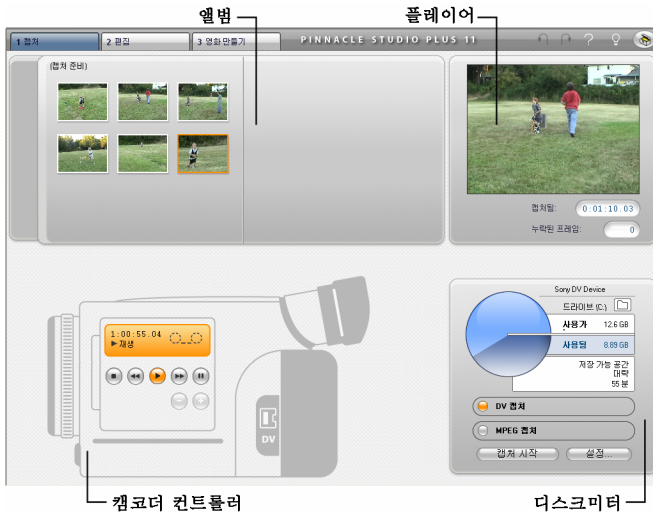 앨범
플레이어
1 캡처
2 편집
3 영화 만들기
PINNACLE STUDIO PLUS 11
(캡처 준비)
캡처됨: 0:01:10.03
누락된 프레임: 0
Sony DV Device
드라이브 (C:)
사용가 12.6 GB
사용됨 8.89 GB
저장 가능 공간
대략
55 분
1:00:55.04
▶재생
DV 캡처
MPEG 캡처
캡처 시작
설정...
DV
캠코더 컨트롤러
디스크미터